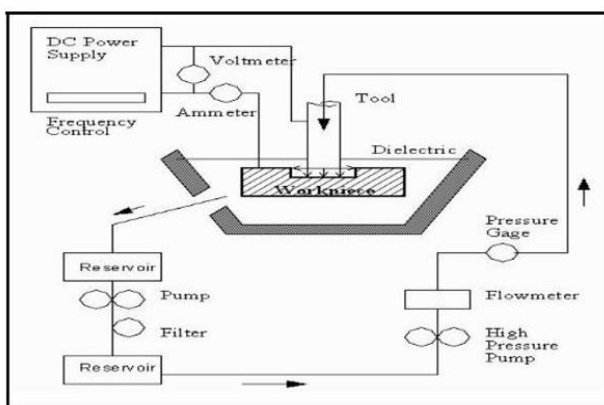 DC Power
Supply
Voltmeter
Frequency
Control
Ammeter
Tool
Dielectric
Workpiece
Pressure
Gage
Reservoir
Pump
Flowmeter
Filter
High
Pressure
Pump
Reservoir